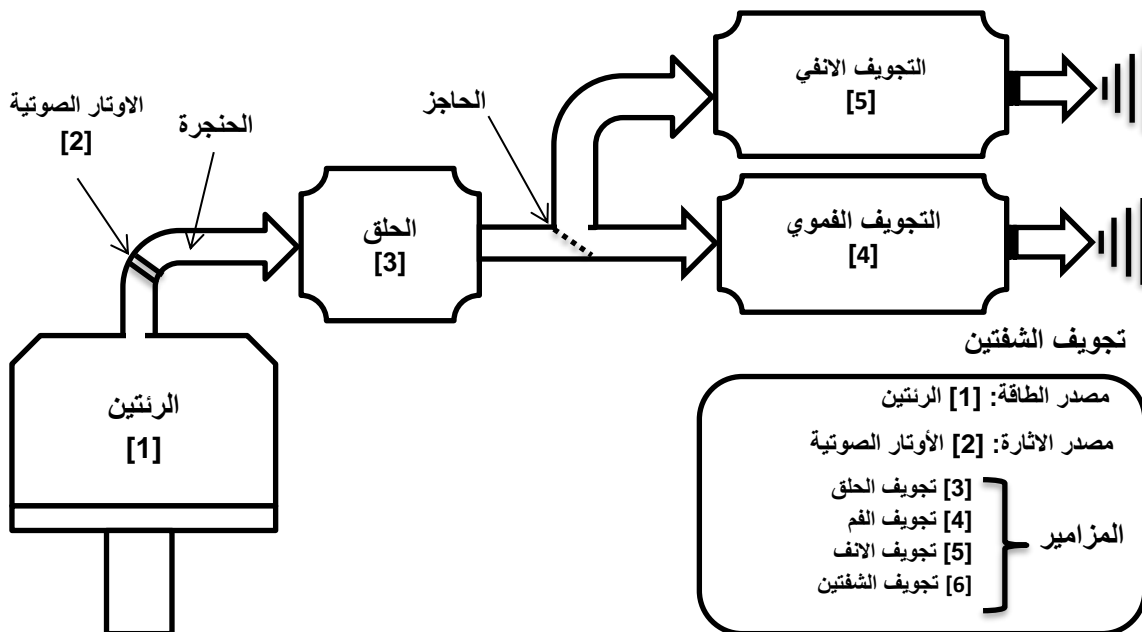 التجويف الانفي
[5]
الحاجز
الاوتار الصوتية
[2]
الحنجرة
التجويف الفموي
[4]
الحلق
[3]
تجويف الشفتين
الرئتين
[1]
مصدر الطاقة: [1] الرئتين
مصدر الاثارة: [2] الأوتار الصوتية
[3] تجويف الحلق
[4] تجويف الفم
[5] تجويف الانف
[6] تجويف الشفتين
المزامير